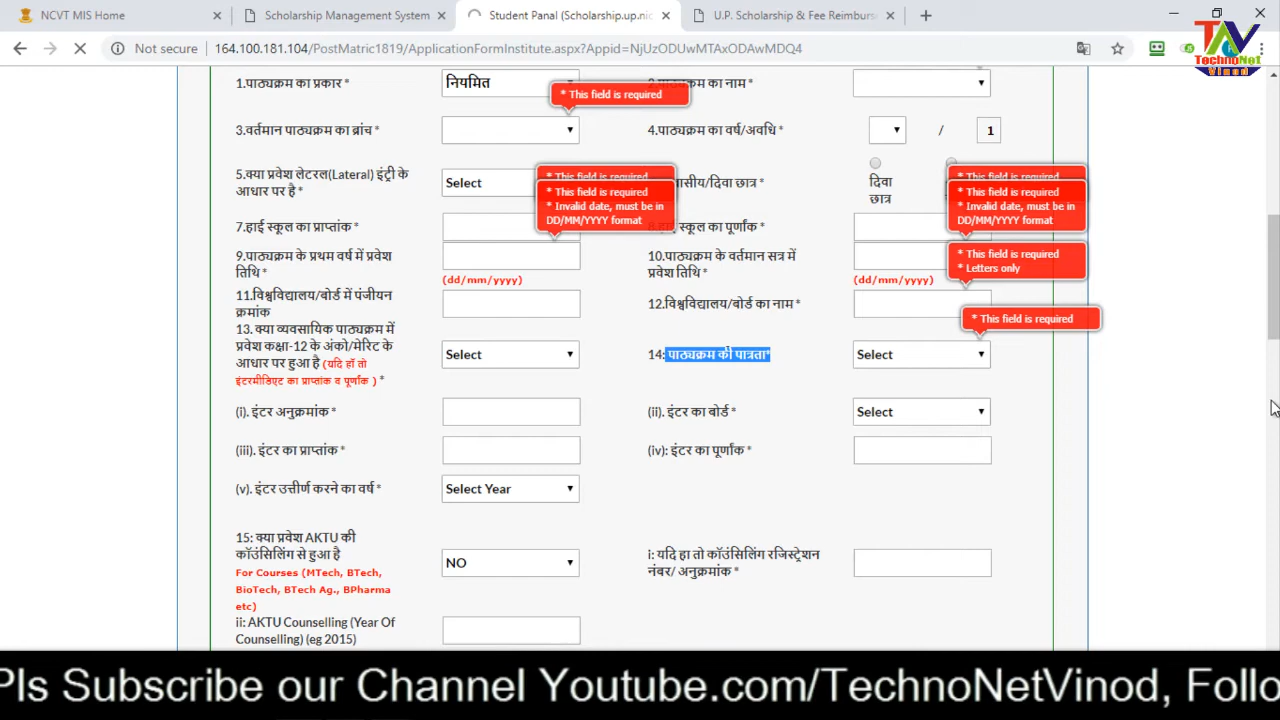 NCVT MIS Home
Scholarship Management System
Student Panal (Scholarship.up.nic
U.P. Scholarship & Fee Reimburs
Not secure 164.100.181.104/PostMatric1819/ApplicationFormInstitute.aspx?Appid=NjUzODUwMTAxODAwMDQ4
TAV
TechnoNet
Vinod
1.पाठ्यक्रम का प्रकार * नियमित
पाठ्यक्रम का नाम *
* This field is required
3.वर्तमान पाठ्यक्रम का ब्रांच *
4.पाठ्यक्रम का वर्ष/अवधि * / 1
5.क्या प्रवेश लेटरल(Lateral) इंट्री के
आधार पर है *
Select
* This field is required
* This field is required
* Invalid date, must be in
DD/MM/YYYY format
दिवा छात्र *
दिवा
छात्र
* This field is required
* This field is required
* Invalid date, must be in
DD/MM/YYYY format
7.हाई स्कूल का प्राप्तांक *
स्कूल का पूर्णांक *
9.पाठ्यक्रम के प्रथम वर्ष में प्रवेश
तिथि *
(dd/mm/yyyy)
10.पाठ्यक्रम के वर्तमान सत्र में
प्रवेश तिथि *
(dd/mm/yyyy)
* This field is required
* Letters only
11.विश्वविद्यालय/बोर्ड में पंजीयन
क्रमांक
12.विश्वविद्यालय/बोर्ड का नाम *
* This field is required
13. क्या व्यवसायिक पाठ्यक्रम में
प्रवेश कक्षा-12 के अंको/मेरिट के
आधार पर हुआ है (यदि हॉ तो
इंटरमीडिएट का प्राप्तांक व पूर्णांक ) *
Select
14: पाठ्यक्रम की पात्रता*
Select
(i). इंटर अनुक्रमांक *
(ii). इंटर का बोर्ड * Select
(iii). इंटर का प्राप्तांक *
(iv): इंटर का पूर्णांक *
(v). इंटर उत्तीर्ण करने का वर्ष * Select Year
15: क्या प्रवेश AKTU की
कॉउंसिलिंग से हुआ है
For Courses (MTech, BTech,
BioTech, BTech Ag., BPharma
etc)
NO
i: यदि हा तो कॉउंसिलिंग रजिस्ट्रेशन
नंबर/ अनुक्रमांक *
ii: AKTU Counselling (Year Of
Counselling) (eg 2015)
Pls Subscribe our Channel Youtube.com/TechnoNetVinod, Follo